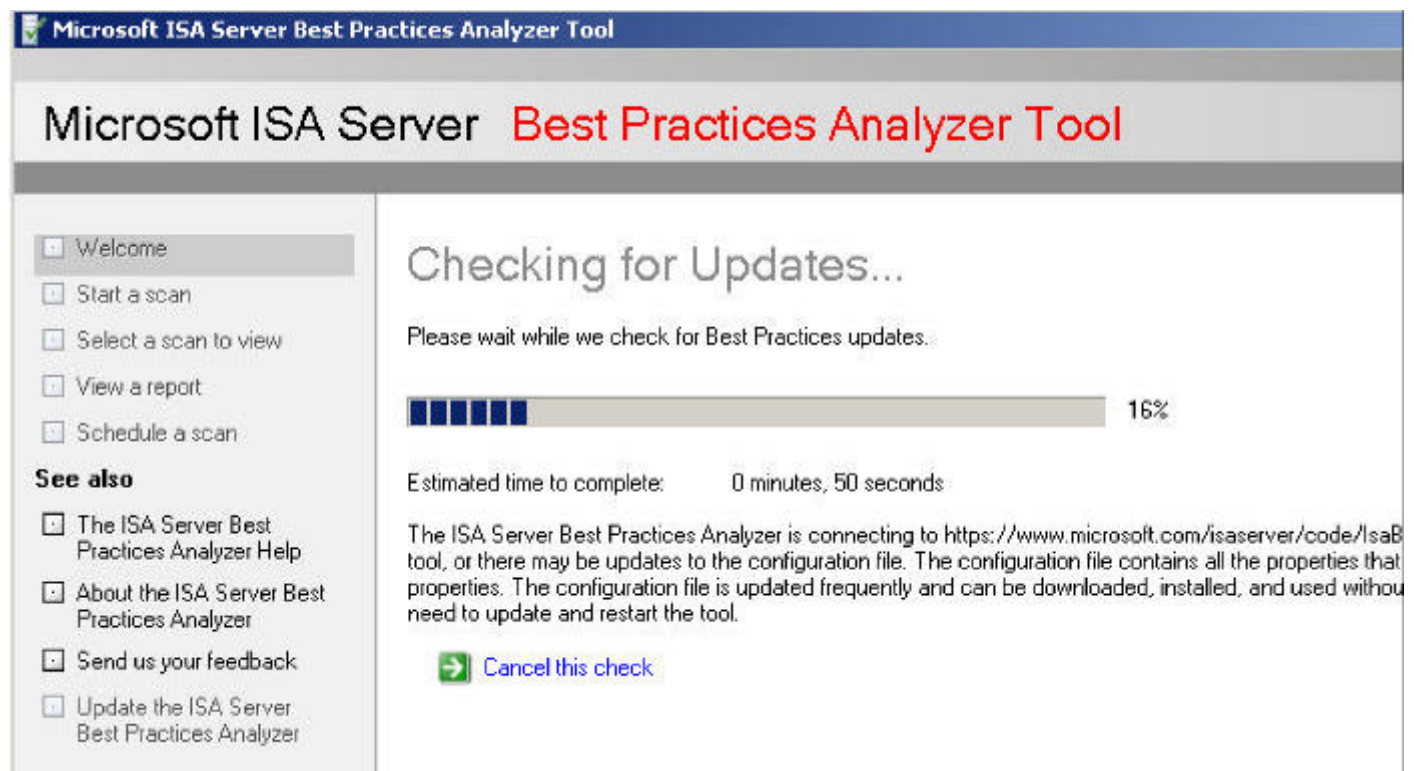 Microsoft ISA Server Best Practices Analyzer Tool
Microsoft ISA Server Best Practices Analyzer Tool
Welcome
Start a scan
Select a scan to view
View a report
Schedule a scan
See also
The ISA Server Best
Practices Analyzer Help
About the ISA Server Best
Practices Analyzer
Send us your feedback
Update the ISA Server
Best Practices Analyzer
Checking for Updates...
Please wait while we check for Best Practices updates.
16%
Estimated time to complete: 0 minutes, 50 seconds
The ISA Server Best Practices Analyzer is connecting to https://www.microsoft.com/isaserver/code/IsaB
tool, or there may be updates to the configuration file. The configuration file contains all the properties that
properties. The configuration file is updated frequently and can be downloaded, installed, and used withou
need to update and restart the tool.
Cancel this check